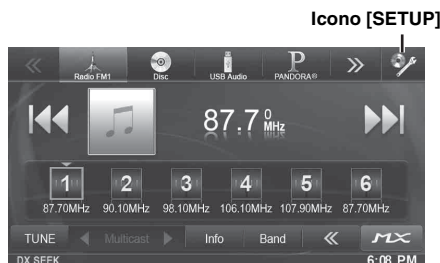 Icono [SETUP]
Radio FM1 Disc USB Audio PANDORA®
87.7 0 MHz
1 2 3 4 5 6
87.70MHz 90.10MHz 98.10MHz 106.10MHz 107.90MHz 87.70MHz
TUNE Multicast Info Band MX
DX SEEK 6:08 PM